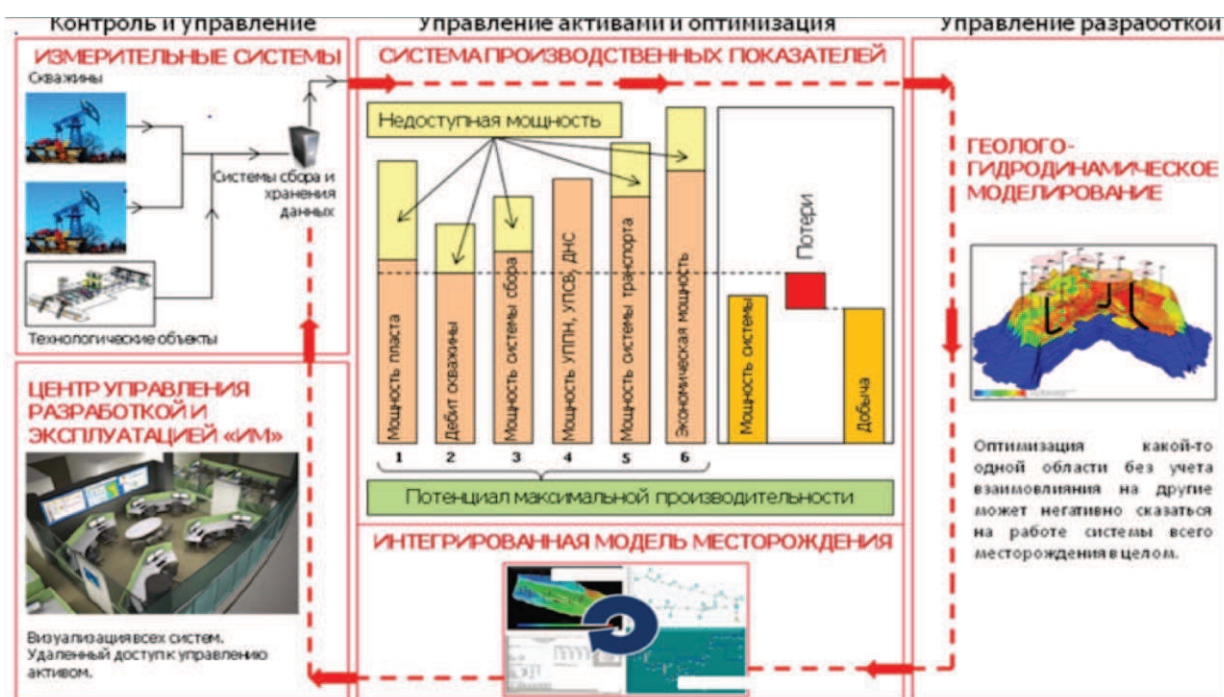 Контроль и управление
Управление активами и оптимизация
Управление разработкой
ИЗМЕРИТЕЛЬНЫЕ СИСТЕМЫ
Скважины
Системы сбора и
хранения
данных
Технологические объекты
ЦЕНТР УПРАВЛЕНИЯ
РАЗРАБОТКОЙ И
ЭКСПЛУАТАЦИЕЙ «ИМ»
Визуализация всех систем.
Удаленный доступ к управлению
активом.
СИСТЕМА ПРОИЗВОДСТВЕННЫХ ПОКАЗАТЕЛЕЙ
Недоступная мощность
Мощность пласта
Дебит скважины
Мощность системы сбора
Мощность УППН, УПСВ, ДНС
Мощность системы транспорта
Экономическая мощность
Мощность системы
Потери
Добыча
1 2 3 4 5 6
Потенциал максимальной производительности
ИНТЕГРИРОВАННАЯ МОДЕЛЬ МЕСТОРОЖДЕНИЯ
ГЕОЛОГО-
ГИДРОДИНАМИЧЕСКОЕ
МОДЕЛИРОВАНИЕ
Оптимизация какой-то
одной области без учета
взаимовлияния на другие
может негативно сказаться
на работе системы всего
месторождения в целом.